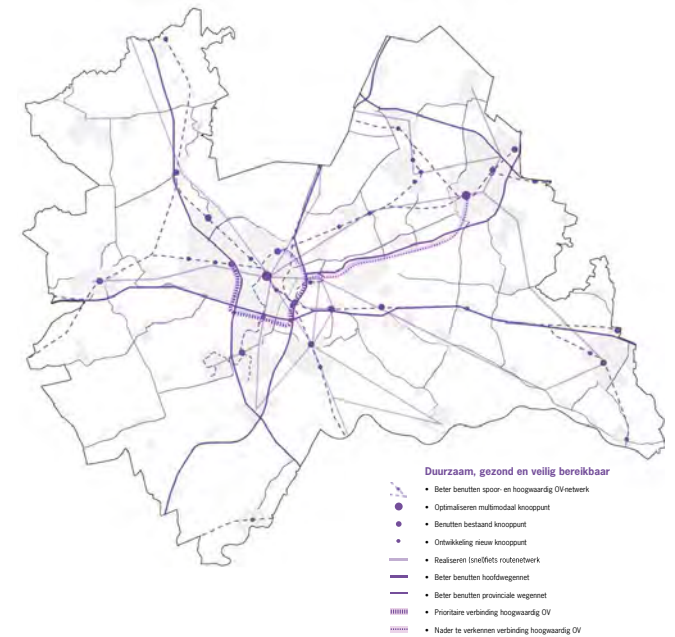 Duurzaam, gezond en veilig bereikbaar
• Beter benutten spoor- en hoogwaardig OV-netwerk
• Optimaliseren multimodaal knooppunt
• Benutten bestaand knooppunt
• Ontwikkeling nieuw knooppunt
• Realiseren (snel)fiets routenetwerk
• Beter benutten hoofdwegennet
• Beter benutten provinciale wegennet
• Prioritaire verbinding hoogwaardig OV
• Nader te verkennen verbinding hoogwaardig OV